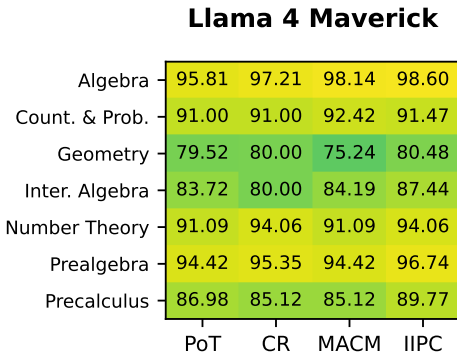 Llama 4 Maverick
Algebra 95.81 97.21 98.14 98.60
Count. & Prob. 91.00 91.00 92.42 91.47
Geometry 79.52 80.00 75.24 80.48
Inter. Algebra 83.72 80.00 84.19 87.44
Number Theory 91.09 94.06 91.09 94.06
Prealgebra 94.42 95.35 94.42 96.74
Precalculus 86.98 85.12 85.12 89.77
PoT CR MACM IIPC